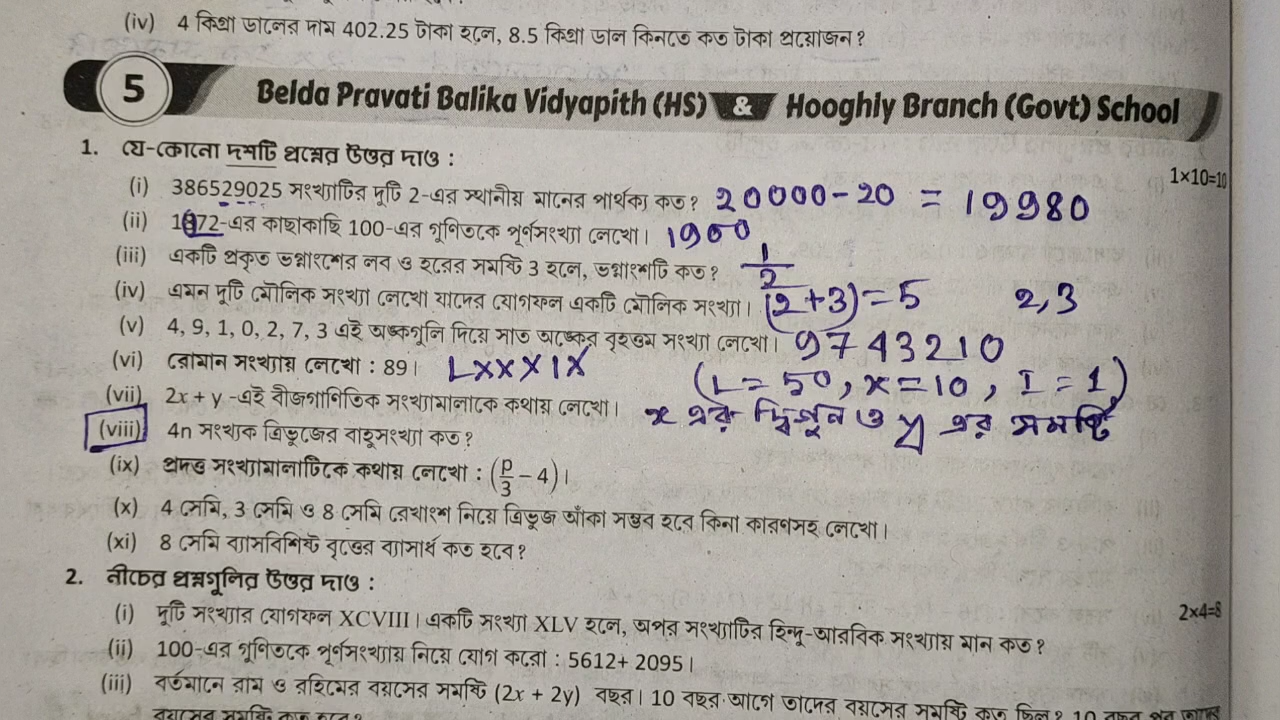 (iv) 4 কিগ্রা ডালের দাম 402.25 টাকা হলে, 8.5 কিগ্রা ডাল কিনতে কত টাকা প্রয়োজন?
5 Belda Pravati Balika Vidyapith (HS) & Hooghly Branch (Govt) School
1. যে-কোনো দশটি প্রশ্নের উত্তর দাও : 1×10=10
(i) 386529025 সংখ্যাটির দুটি 2-এর স্থানীয় মানের পার্থক্য কত? 20000-20 = 19980
(ii) 1872-এর কাছাকাছি 100-এর গুণিতকে পূর্ণসংখ্যা লেখো। 1900
(iii) একটি প্রকৃত ভগ্নাংশের লব ও হরের সমষ্টি 3 হলে, ভগ্নাংশটি কত? 1/2
(iv) এমন দুটি মৌলিক সংখ্যা লেখো যাদের যোগফল একটি মৌলিক সংখ্যা। (2+3)=5 2,3
(v) 4, 9, 1, 0, 2, 7, 3 এই অঙ্কগুলি দিয়ে সাত অঙ্কের বৃহত্তম সংখ্যা লেখো। 9743210
(vi) রোমান সংখ্যায় লেখো : 89। LXXXIX (L=50, x=10, I=1)
(vii) 2x + y -এই বীজগাণিতিক সংখ্যামালাকে কথায় লেখো। x এর দ্বিগুন ও y এর সমষ্টি
(viii) 4n সংখ্যক ত্রিভুজের বাহুসংখ্যা কত?
(ix) প্রদত্ত সংখ্যামালাটিকে কথায় লেখো : (p/3 − 4)।
(x) 4 সেমি, 3 সেমি ও 8 সেমি রেখাংশ নিয়ে ত্রিভুজ আঁকা সম্ভব হবে কিনা কারণসহ লেখো।
(xi) 8 সেমি ব্যাসবিশিষ্ট বৃত্তের ব্যাসার্ধ কত হবে?
2. নীচের প্রশ্নগুলির উত্তর দাও : 2×4=8
(i) দুটি সংখ্যার যোগফল XCVIII। একটি সংখ্যা XLV হলে, অপর সংখ্যাটির হিন্দু-আরবিক সংখ্যায় মান কত?
(ii) 100-এর গুণিতকে পূর্ণসংখ্যায় নিয়ে যোগ করো : 5612+ 2095।
(iii) বর্তমানে রাম ও রহিমের বয়সের সমষ্টি (2x + 2y) বছর। 10 বছর আগে তাদের বয়সের সমষ্টি কত ছিল? 10 বছর পর তাদের